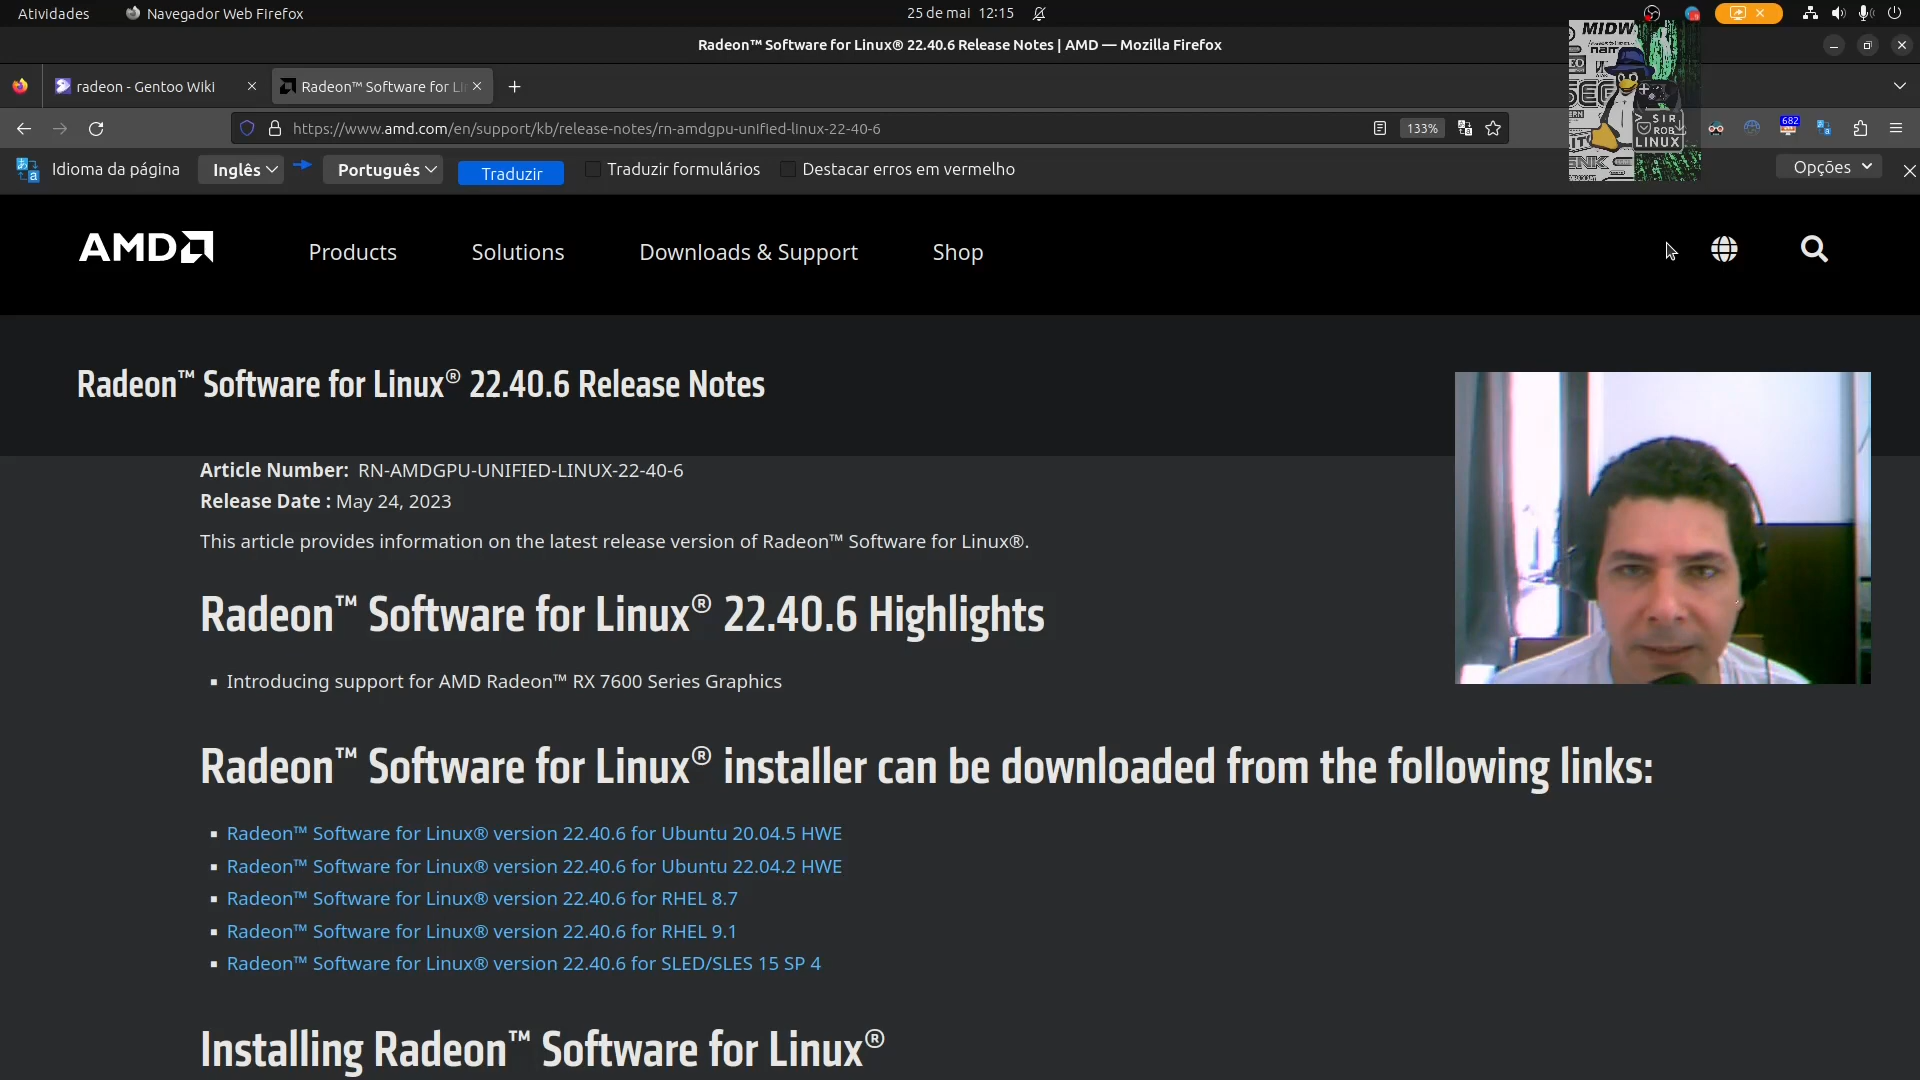 Atividades
Navegador Web Firefox
25 de mai 12:15
Radeon™ Software for Linux® 22.40.6 Release Notes | AMD — Mozilla Firefox
radeon - Gentoo Wiki
Radeon™ Software for Li
https://www.amd.com/en/support/kb/release-notes/rn-amdgpu-unified-linux-22-40-6
133%
682
Idioma da página
Inglês
Português
Traduzir
Traduzir formulários
Destacar erros em vermelho
Opções
MIDW
> SIR
ROB
LINUX
AMD
Products
Solutions
Downloads & Support
Shop
Radeon™ Software for Linux® 22.40.6 Release Notes
Article Number: RN-AMDGPU-UNIFIED-LINUX-22-40-6
Release Date : May 24, 2023
This article provides information on the latest release version of Radeon™ Software for Linux®.
Radeon™ Software for Linux® 22.40.6 Highlights
Introducing support for AMD Radeon™ RX 7600 Series Graphics
Radeon™ Software for Linux® installer can be downloaded from the following links:
Radeon™ Software for Linux® version 22.40.6 for Ubuntu 20.04.5 HWE
Radeon™ Software for Linux® version 22.40.6 for Ubuntu 22.04.2 HWE
Radeon™ Software for Linux® version 22.40.6 for RHEL 8.7
Radeon™ Software for Linux® version 22.40.6 for RHEL 9.1
Radeon™ Software for Linux® version 22.40.6 for SLED/SLES 15 SP 4
Installing Radeon™ Software for Linux®